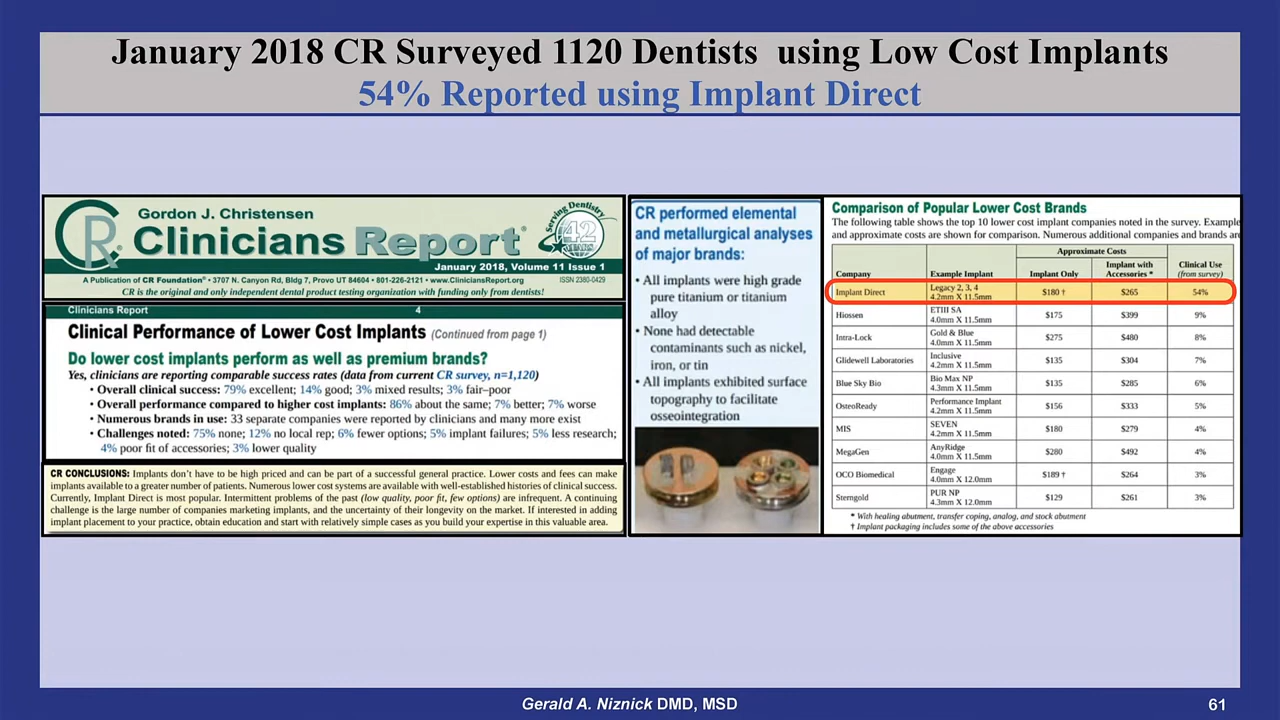 January 2018 CR Surveyed 1120 Dentists using Low Cost Implants
54% Reported using Implant Direct
Gordon J. Christensen
Clinicians Report®
CR
Serving Dentistry
42
YEARS
January 2018, Volume 11 Issue 1
A Publication of CR Foundation® • 3707 N. Canyon Rd, Bldg 7, Provo UT 84604 • 801-226-2121 • www.CliniciansReport.org
ISSN 2380-0429
CR is the original and only independent dental product testing organization with funding only from dentists!
Clinicians Report 4
Clinical Performance of Lower Cost Implants (Continued from page 1)
Do lower cost implants perform as well as premium brands?
Yes, clinicians are reporting comparable success rates (data from current CR survey, n=1,120)
• Overall clinical success: 79% excellent; 14% good; 3% mixed results; 3% fair–poor
• Overall performance compared to higher cost implants: 86% about the same; 7% better; 7% worse
• Numerous brands in use: 33 separate companies were reported by clinicians and many more exist
• Challenges noted: 75% none; 12% no local rep; 6% fewer options; 5% implant failures; 5% less research;
4% poor fit of accessories; 3% lower quality
CR CONCLUSIONS: Implants don't have to be high priced and can be part of a successful general practice. Lower costs and fees can make
implants available to a greater number of patients. Numerous lower cost systems are available with well-established histories of clinical success.
Currently, Implant Direct is most popular. Intermittent problems of the past (low quality, poor fit, few options) are infrequent. A continuing
challenge is the large number of companies marketing implants, and the uncertainty of their longevity on the market. If interested in adding
implant placement to your practice, obtain education and start with relatively simple cases as you build your expertise in this valuable area.
CR performed elemental
and metallurgical analyses
of major brands:
• All implants were high grade
pure titanium or titanium
alloy
• None had detectable
contaminants such as nickel,
iron, or tin
• All implants exhibited surface
topography to facilitate
osseointegration
Comparison of Popular Lower Cost Brands
The following table shows the top 10 lower cost implant companies noted in the survey. Example
and approximate costs are shown for comparison. Numerous additional companies and brands are
Approximate Costs
Company Example Implant Implant Only Implant with Accessories * Clinical Use (from survey)
Implant Direct Legacy 2, 3, 4 4.2mm X 11.5mm $180 † $265 54%
Hiossen ETIII SA 4.0mm X 11.5mm $175 $399 9%
Intra-Lock Gold & Blue 4.0mm X 11.5mm $275 $480 8%
Glidewell Laboratories Inclusive 4.2mm X 11.5mm $135 $304 7%
Blue Sky Bio Bio Max NP 4.3mm X 11.5mm $135 $285 6%
OsteoReady Performance Implant 4.2mm X 11.5mm $156 $333 5%
MIS SEVEN 4.2mm X 11.5mm $180 $279 4%
MegaGen AnyRidge 4.0mm X 11.5mm $280 $492 4%
OCO Biomedical Engage 4.0mm X 12.0mm $189 † $264 3%
Sterngold PUR NP 4.3mm X 12.0mm $129 $261 3%
* With healing abutment, transfer coping, analog, and stock abutment
† Implant packaging includes some of the above accessories
Gerald A. Niznick DMD, MSD
61